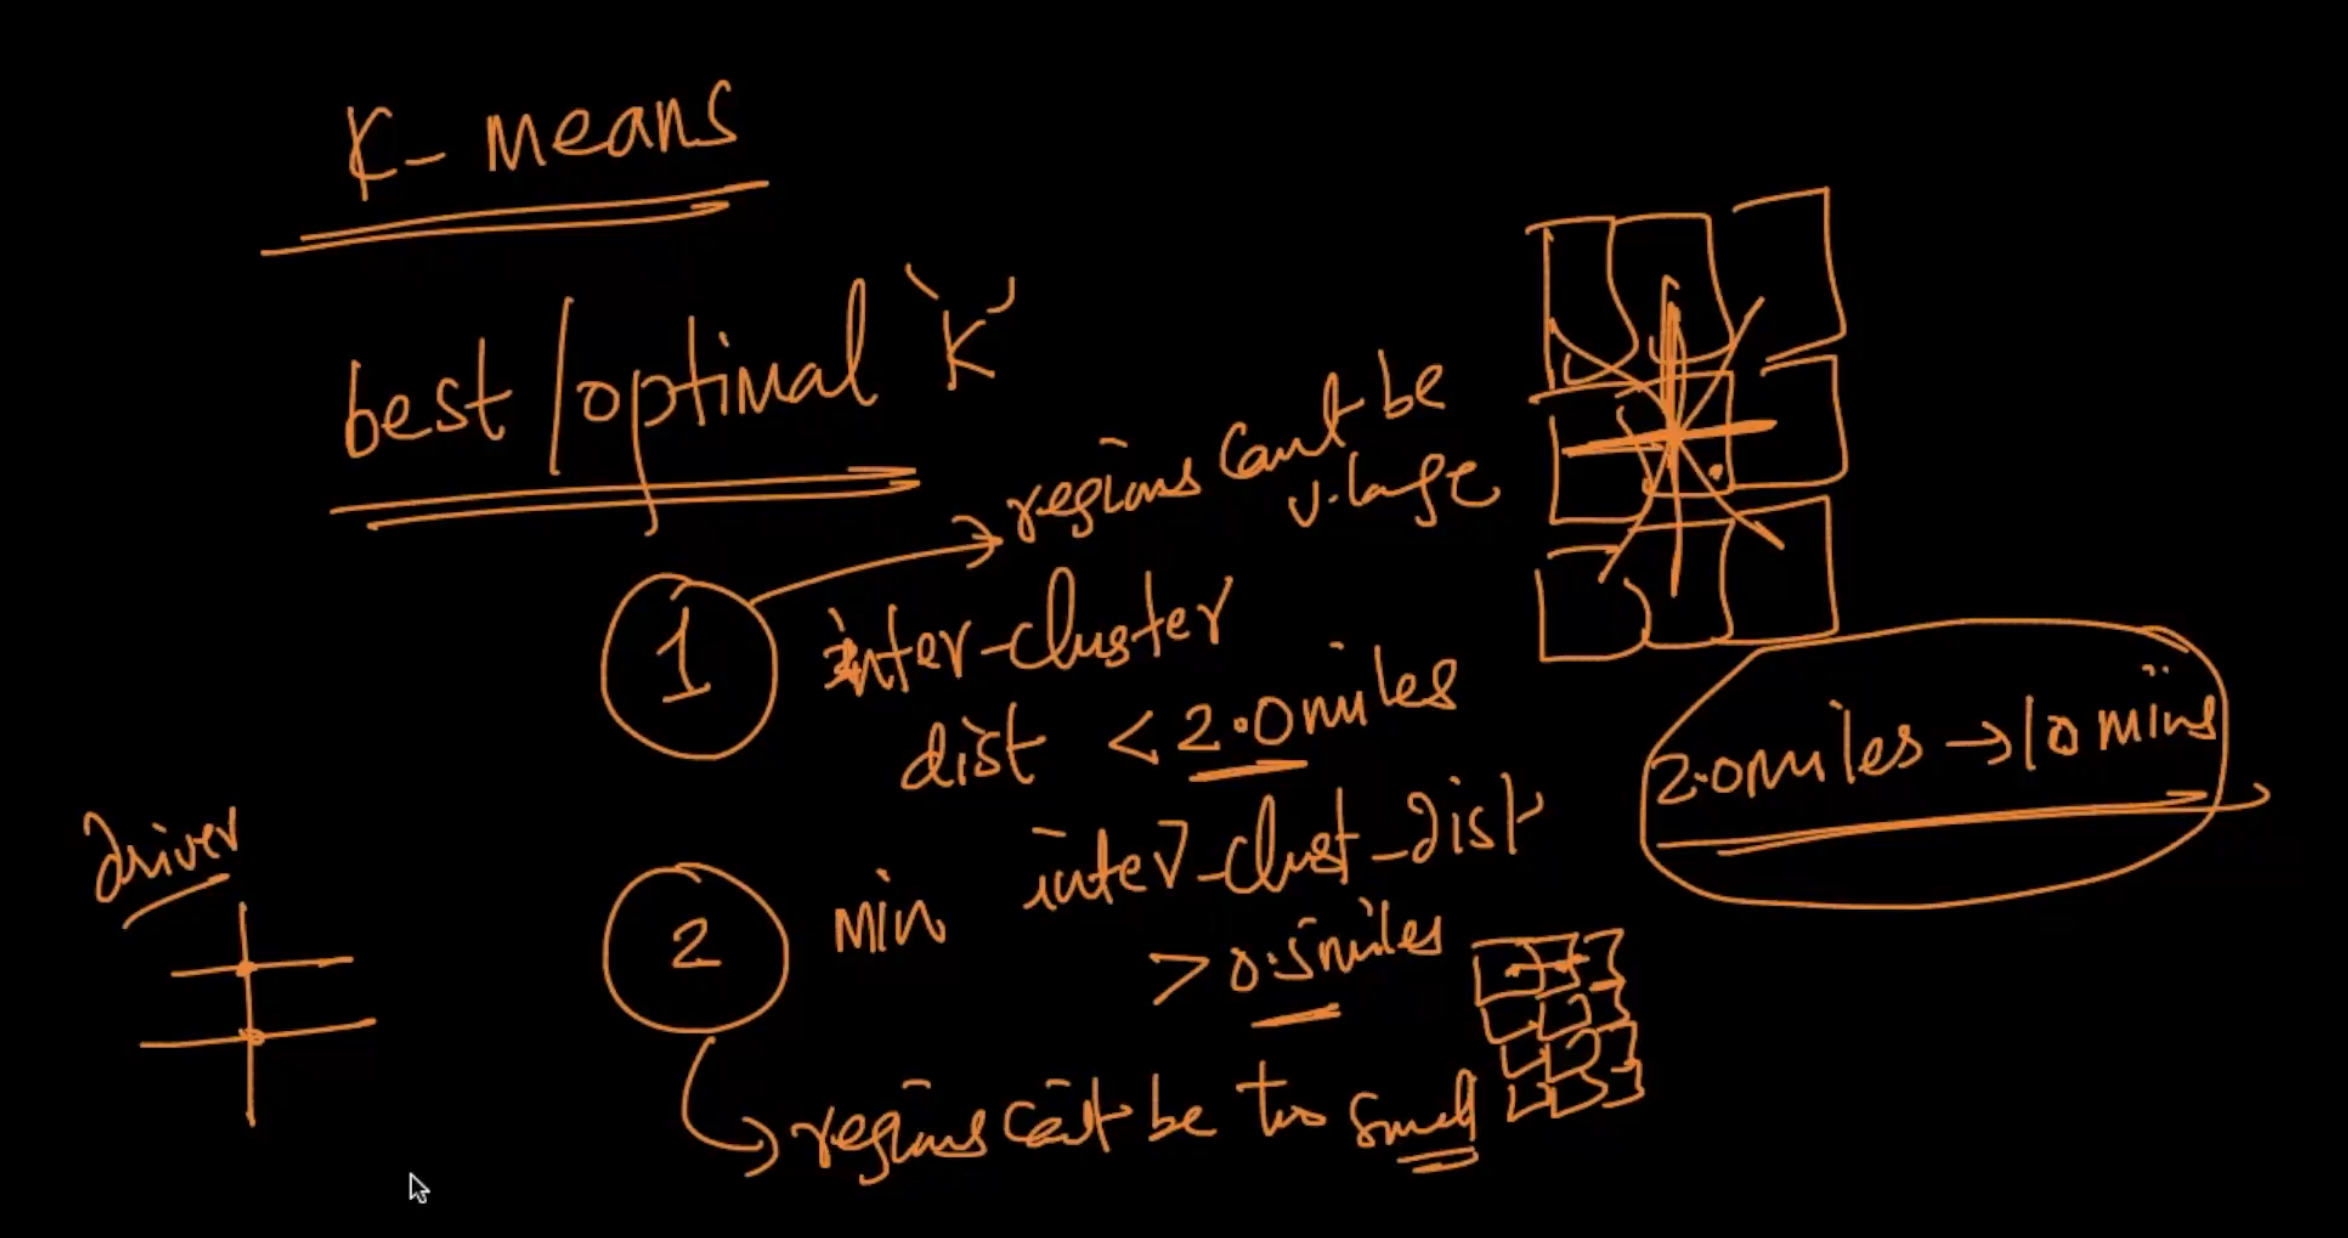 K- means
best/optimal 'K'
regions can't be
v.large
1 inter-cluster
dist < 2.0 miles
2.0 miles → 10 mins
driver
2 min inter-clust-dist
> 0.5 miles
regions can't be too small